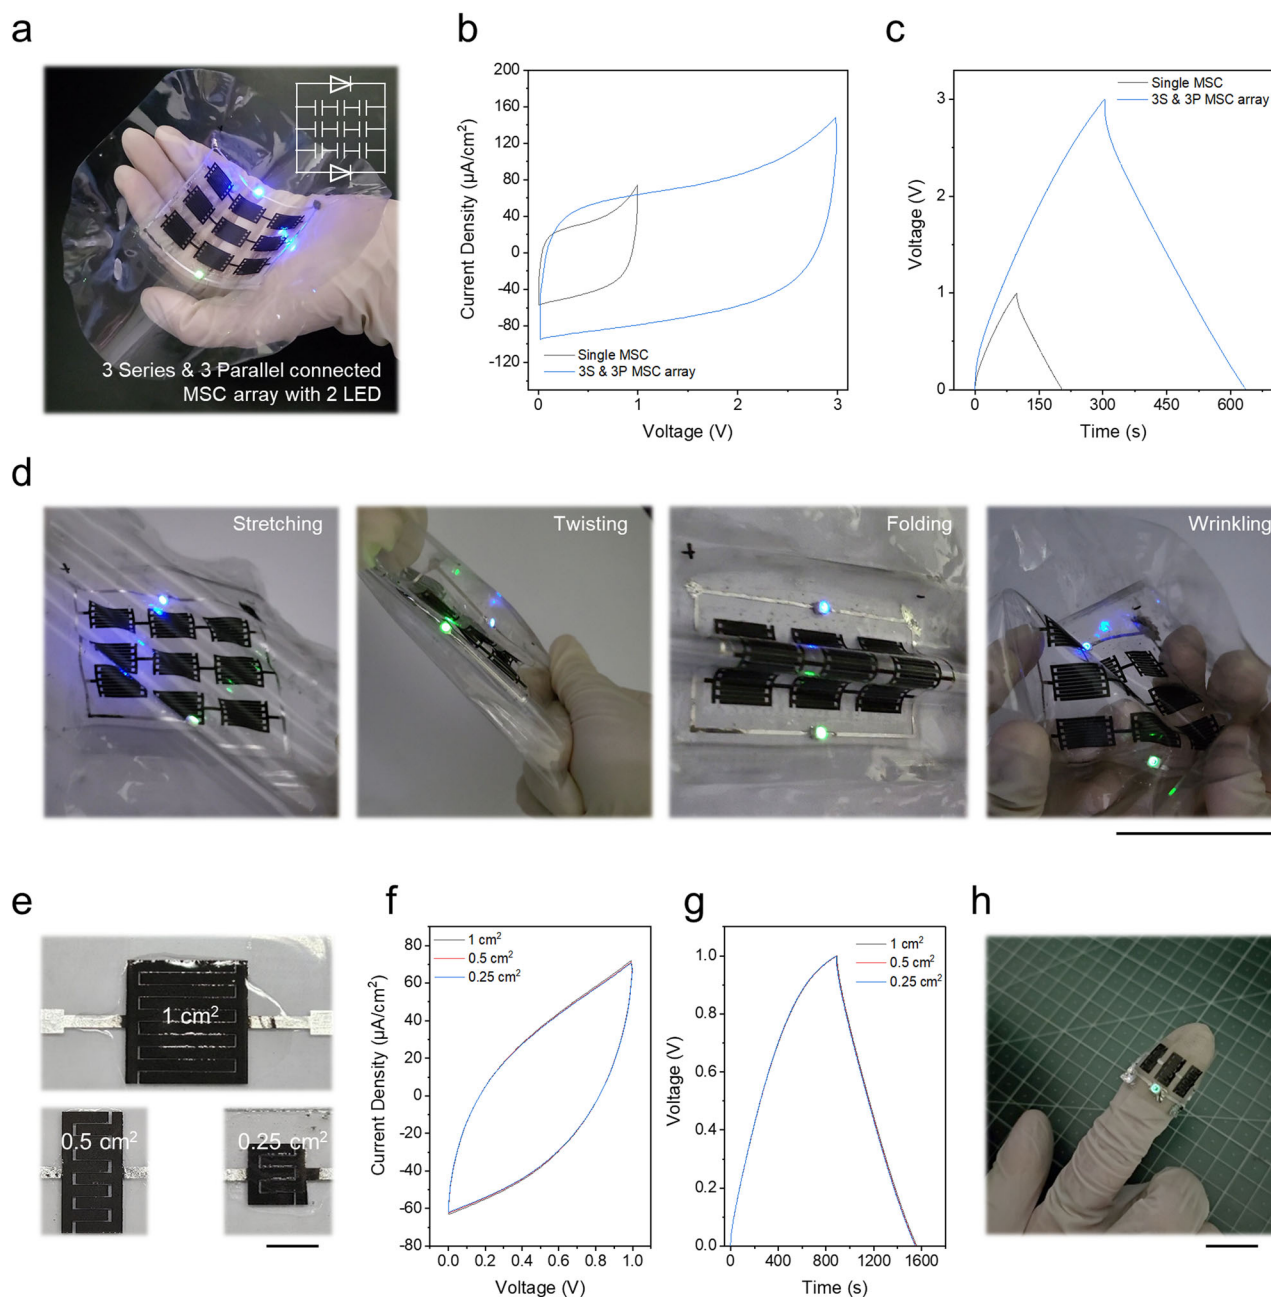 a
3 Series & 3 Parallel connected
MSC array with 2 LED
b
Current Density (µA/cm²)
200
160
120
80
40
0
-40
-80
-120
Single MSC
3S & 3P MSC array
0
1
2
3
Voltage (V)
c
Voltage (V)
3
2
1
0
Single MSC
3S & 3P MSC array
0
150
300
450
600
Time (s)
d
Stretching
Twisting
Folding
Wrinkling
e
1 cm²
0.5 cm²
0.25 cm²
f
Current Density (µA/cm²)
80
60
40
20
0
-20
-40
-60
-80
1 cm²
0.5 cm²
0.25 cm²
0.0
0.2
0.4
0.6
0.8
1.0
Voltage (V)
g
Voltage (V)
1.0
0.8
0.6
0.4
0.2
0.0
1 cm²
0.5 cm²
0.25 cm²
0
400
800
1200
1600
Time (s)
h